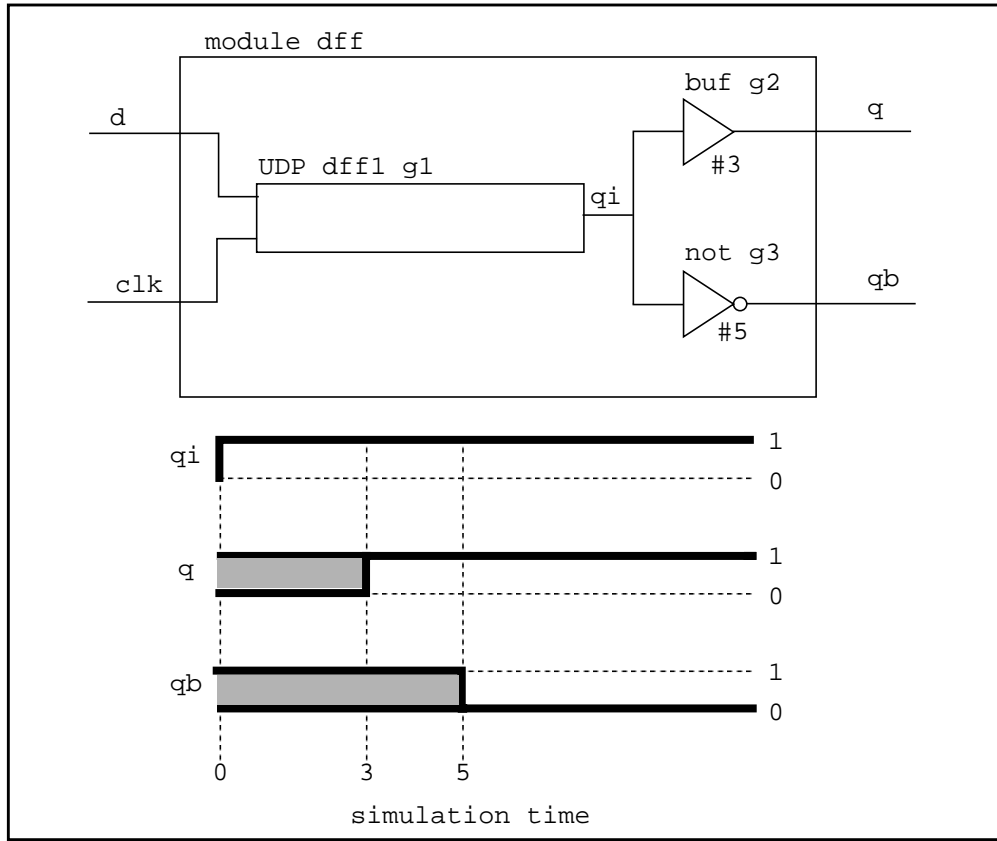 module dff
buf g2
d
q
#3
UDP dff1 g1
qi
not g3
clk
qb
#5
1
qi
0
1
q
0
1
qb
0
0 3 5
simulation time